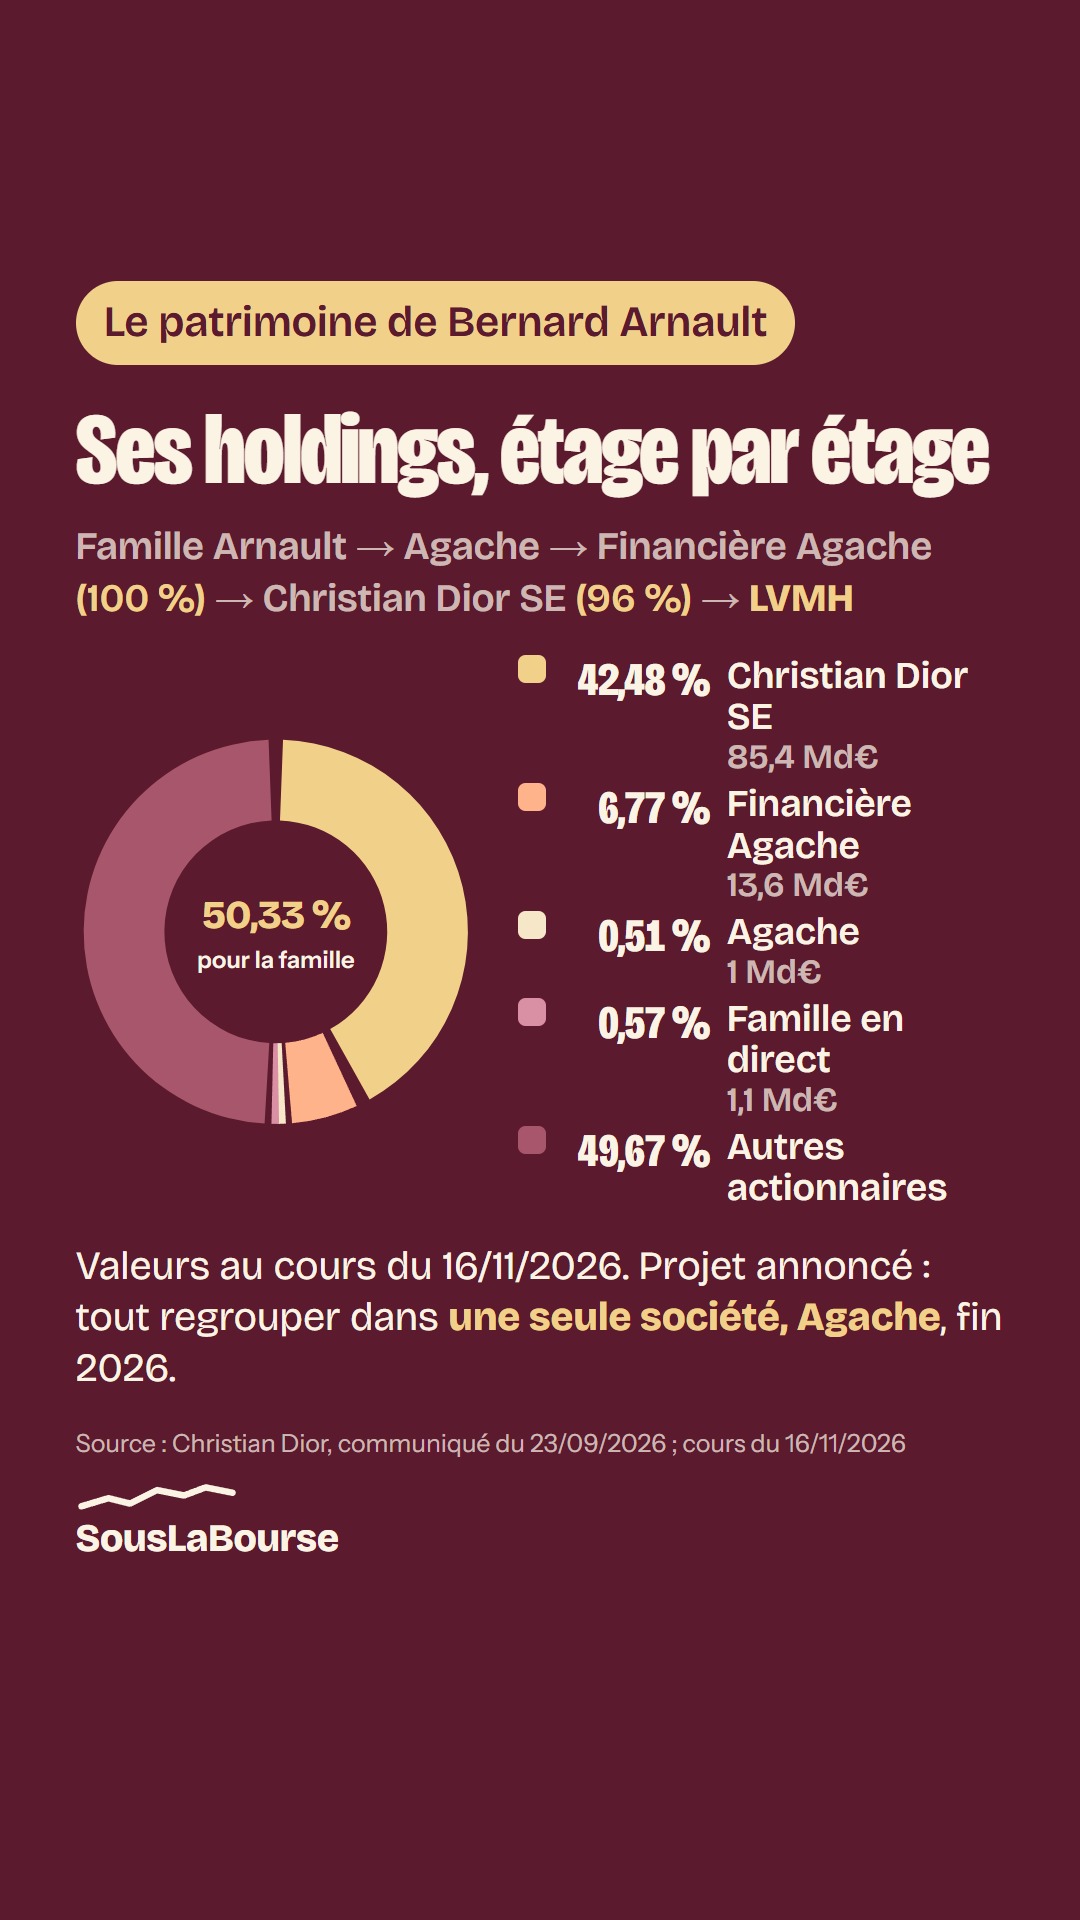 Le patrimoine de Bernard Arnault
Ses holdings, étage par étage
Famille Arnault → Agache → Financière Agache
(100 %) → Christian Dior SE (96 %) → LVMH
42,48 % Christian Dior
SE
85,4 Md€
6,77 % Financière
Agache
13,6 Md€
0,51 % Agache
1 Md€
0,57 % Famille en
direct
1,1 Md€
49,67 % Autres
actionnaires
50,33 %
pour la famille
Valeurs au cours du 16/11/2026. Projet annoncé :
tout regrouper dans une seule société, Agache, fin
2026.
Source : Christian Dior, communiqué du 23/09/2026 ; cours du 16/11/2026
SousLaBourse